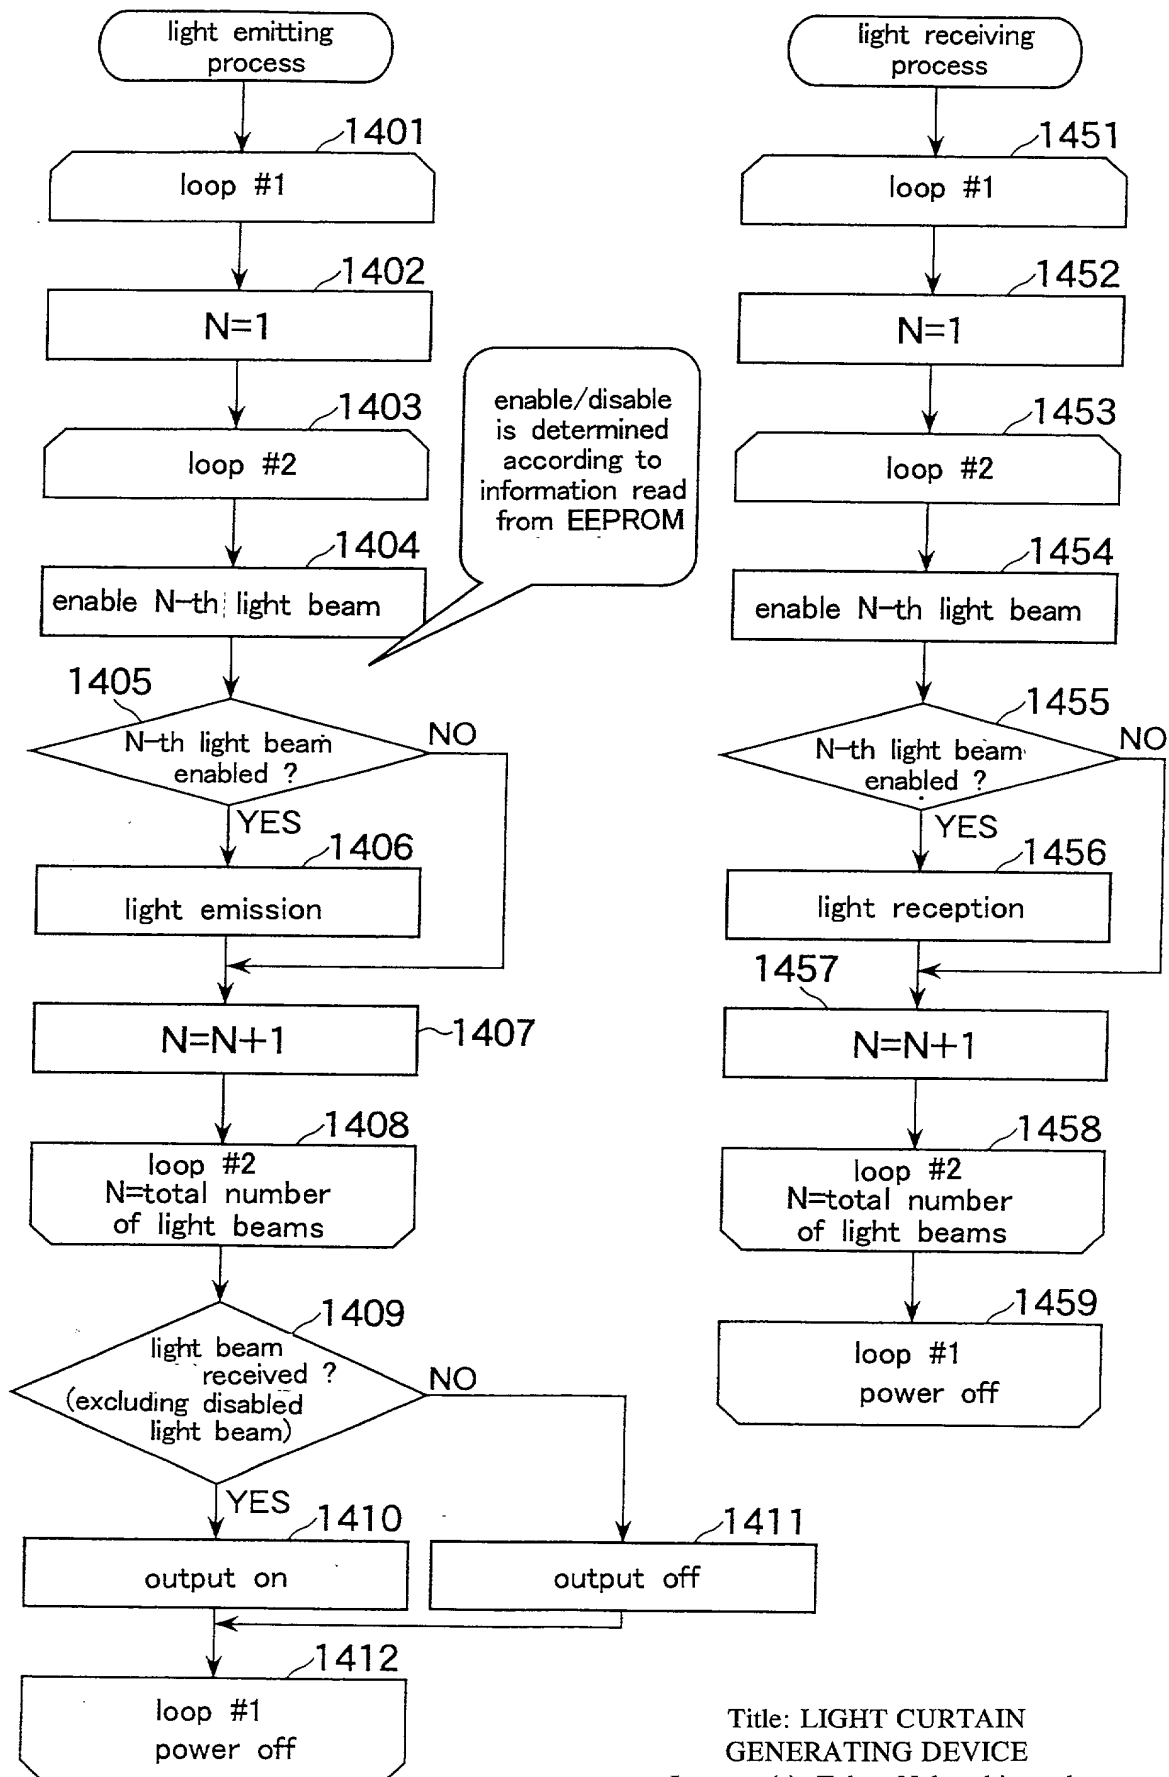 light emitting
process
1401
loop #1
1402
N=1
1403
loop #2
enable/disable
is determined
according to
information read
from EEPROM
1404
enable N-th light beam
1405
N-th light beam
enabled ?
NO
YES
1406
light emission
N=N+1
1407
1408
loop #2
N=total number
of light beams
1409
light beam
received ?
(excluding disabled
light beam)
NO
YES
1410
output on
1411
output off
1412
loop #1
power off
light receiving
process
1451
loop #1
1452
N=1
1453
loop #2
1454
enable N-th light beam
1455
N-th light beam
enabled ?
NO
YES
1456
light reception
1457
N=N+1
1458
loop #2
N=total number
of light beams
1459
loop #1
power off
Title: LIGHT CURTAIN
GENERATING DEVICE